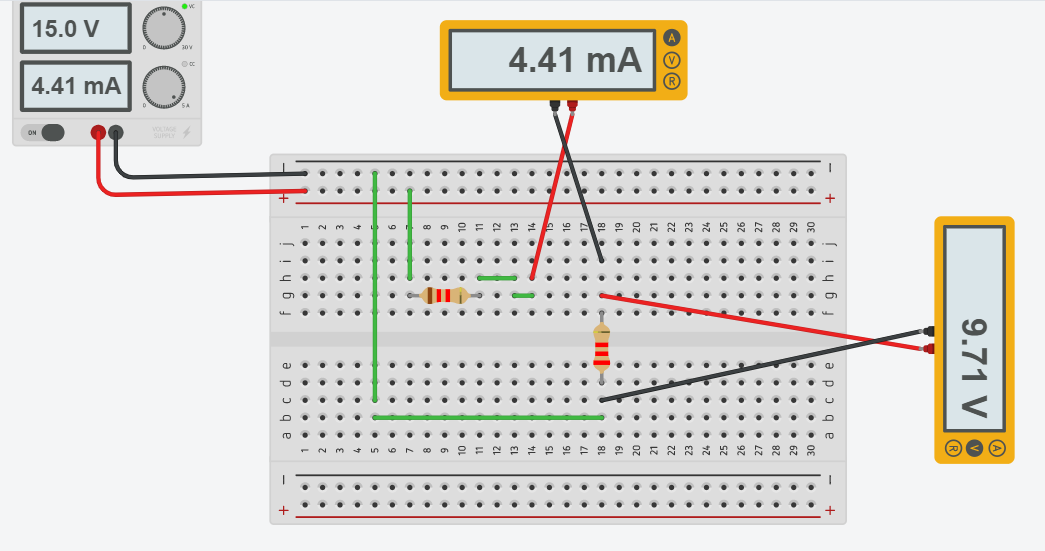 15.0 V
VC
0 30 V
4.41 mA
CC
0 5 A
ON
VOLTAGE
SUPPLY
4.41 mA
A
V
R
− −
+ +
1 2 3 4 5 6 7 8 9 10 11 12 13 14 15 16 17 18 19 20 21 22 23 24 25 26 27 28 29 30
j j
i i
h h
g g
f f
e e
d d
c c
b b
a a
1 2 3 4 5 6 7 8 9 10 11 12 13 14 15 16 17 18 19 20 21 22 23 24 25 26 27 28 29 30
− −
+ +
9.71 V
A
V
R